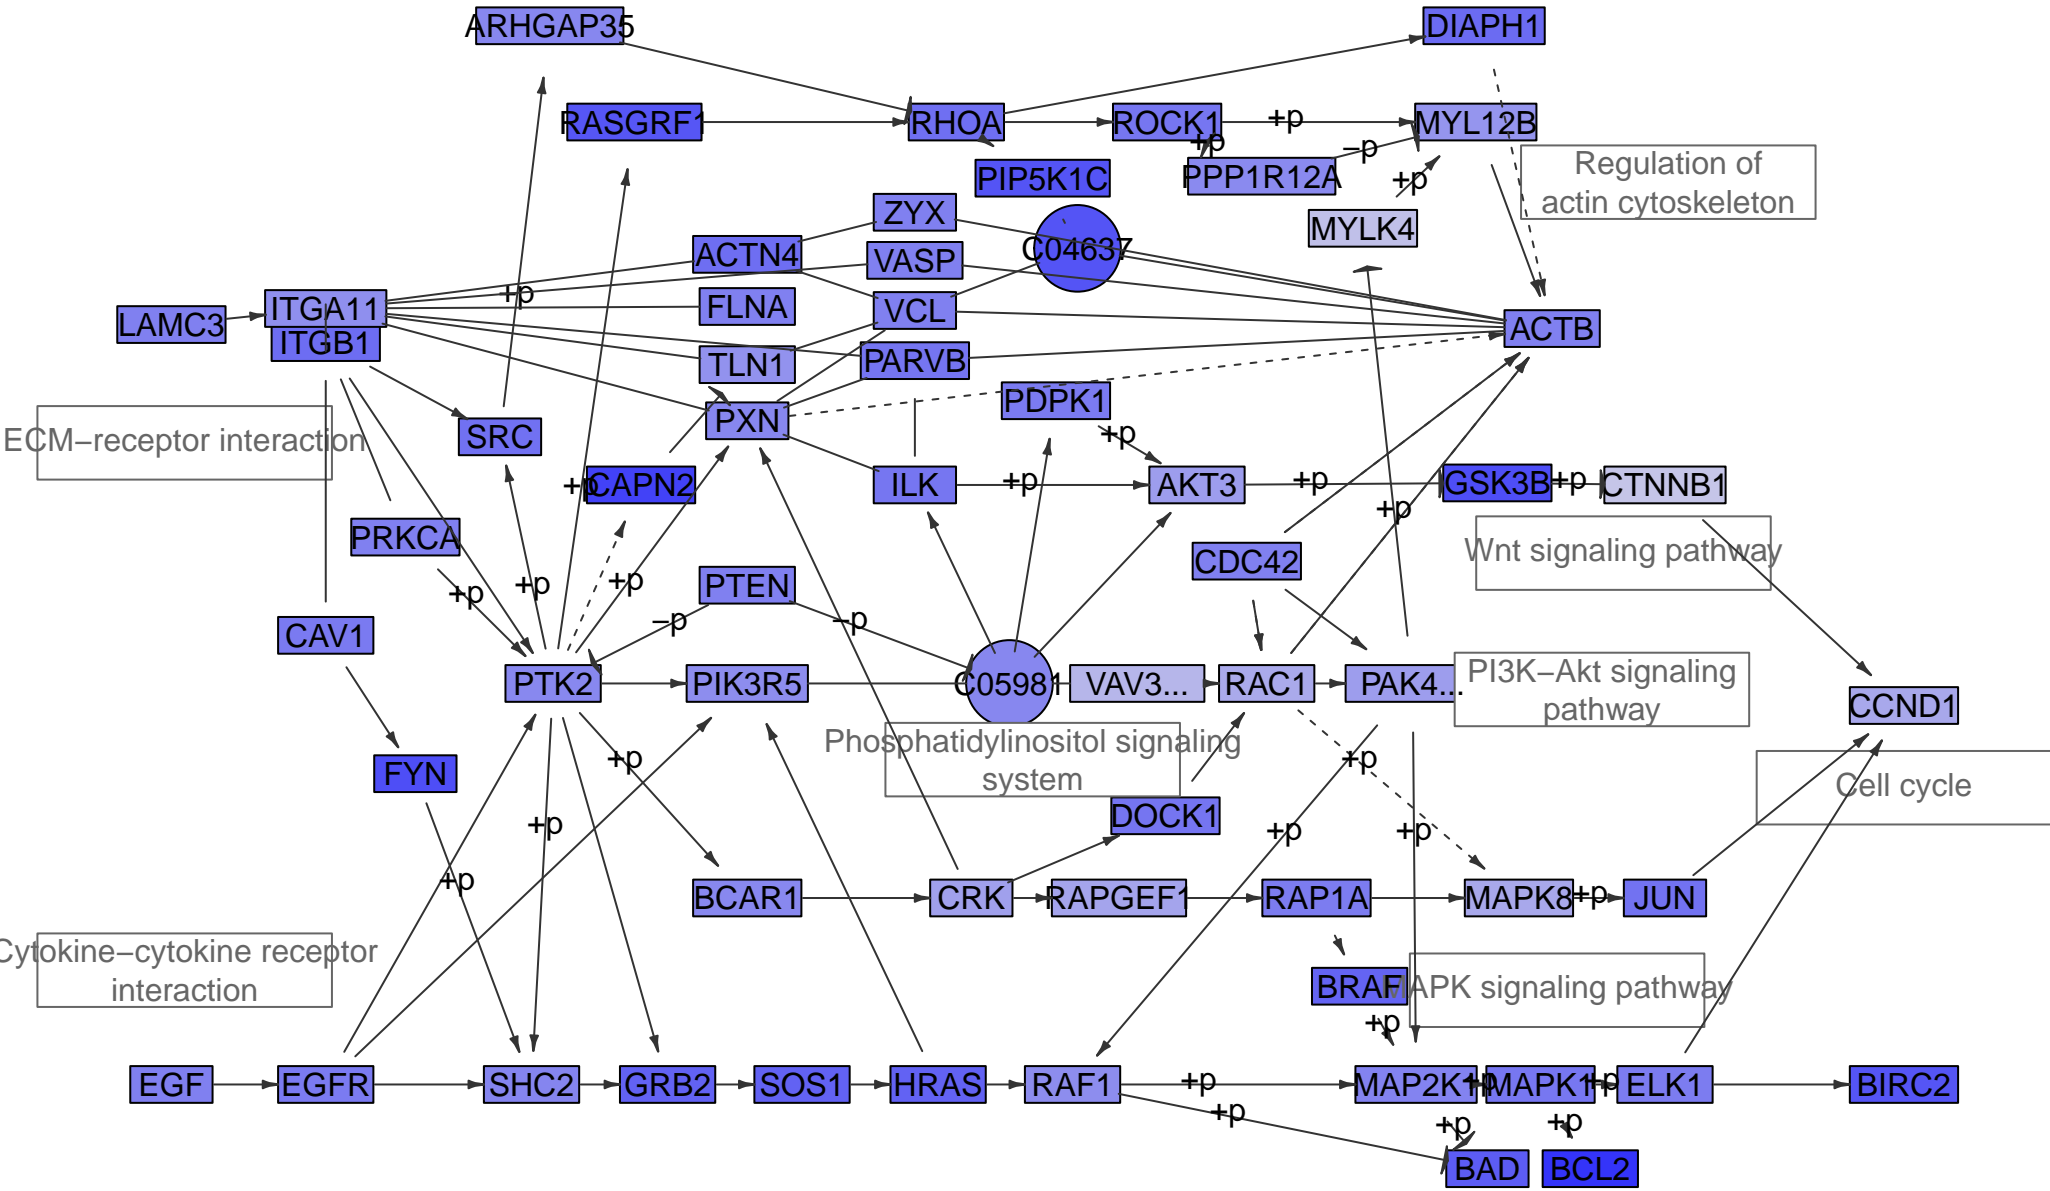 ARHGAP35
DIAPH1
RASGRF1
RHOA
ROCK1
+p
MYL12B
+p
−p
PIP5K1C
PPP1R12A
+p
Regulation of
actin cytoskeleton
ZYX
MYLK4
ACTN4
VASP
C04637
+p
ITGA11
FLNA
VCL
LAMC3
ITGB1
ACTB
TLN1
PARVB
PDPK1
PXN
+p
ECM−receptor interaction
SRC
+p
CAPN2
ILK
+p
AKT3
+p
GSK3B
+p
CTNNB1
+p
PRKCA
Wnt signaling pathway
CDC42
+p
+p
+p
PTEN
−p
−p
CAV1
PTK2
PIK3R5
C05981
VAV3...
RAC1
PAK4...
PI3K−Akt signaling
pathway
CCND1
Phosphatidylinositol signaling
system
+p
+p
FYN
Cell cycle
DOCK1
+p
+p
+p
+p
BCAR1
CRK
RAPGEF1
RAP1A
MAPK8
+p
JUN
Cytokine−cytokine receptor
interaction
BRAF
MAPK signaling pathway
+p
EGF
EGFR
SHC2
GRB2
SOS1
HRAS
RAF1
+p
MAP2K1
+p
MAPK1
+p
ELK1
BIRC2
+p
+p
+p
BAD
BCL2